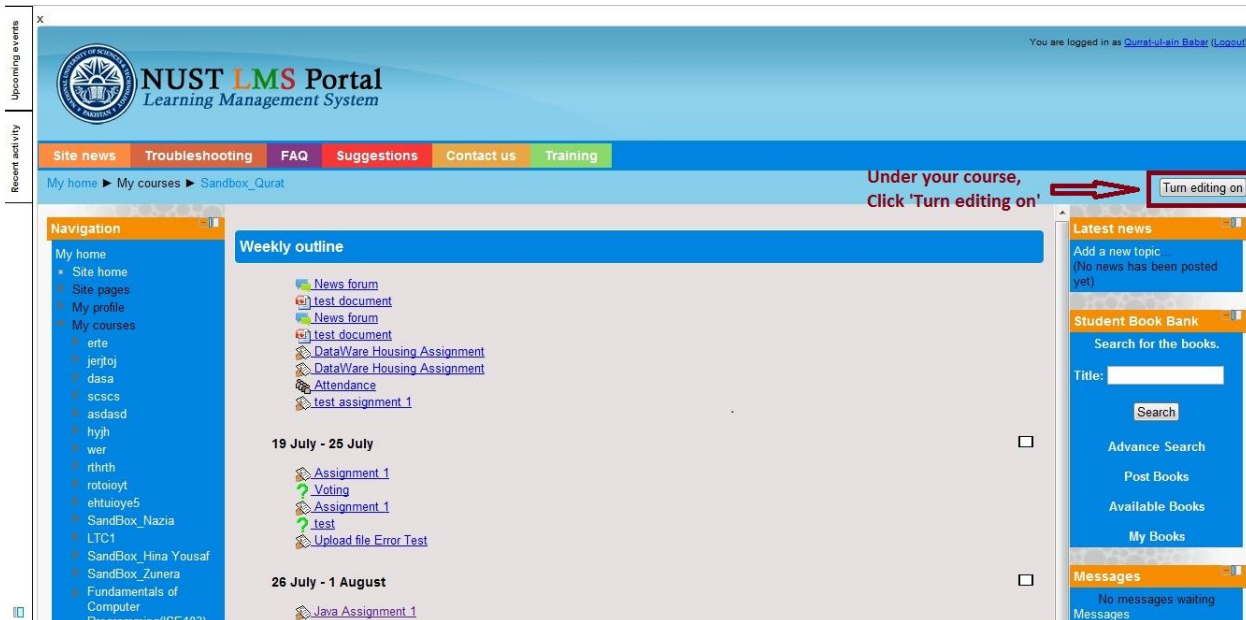 Upcoming events
Recent activity
x
You are logged in as Qurrat-ul-ain Babar (Logout)
NUST LMS Portal
Learning Management System
Site news Troubleshooting FAQ Suggestions Contact us Training
My home ► My courses ► Sandbox_Qurat
Under your course,
Click 'Turn editing on'
Turn editing on
Navigation
My home
Site home
Site pages
My profile
My courses
erte
jerjtoj
dasa
scscs
asdasd
hyjh
wer
rthrth
rotoioyt
ehtuioye5
SandBox_Nazia
LTC1
SandBox_Hina Yousaf
SandBox_Zunera
Fundamentals of
Computer
Weekly outline
News forum
test document
News forum
test document
DataWare Housing Assignment
DataWare Housing Assignment
Attendance
test assignment 1
19 July - 25 July
Assignment 1
Voting
Assignment 1
test
Upload file Error Test
26 July - 1 August
Java Assignment 1
Latest news
Add a new topic...
(No news has been posted
yet)
Student Book Bank
Search for the books.
Title:
Search
Advance Search
Post Books
Available Books
My Books
Messages
No messages waiting
Messages